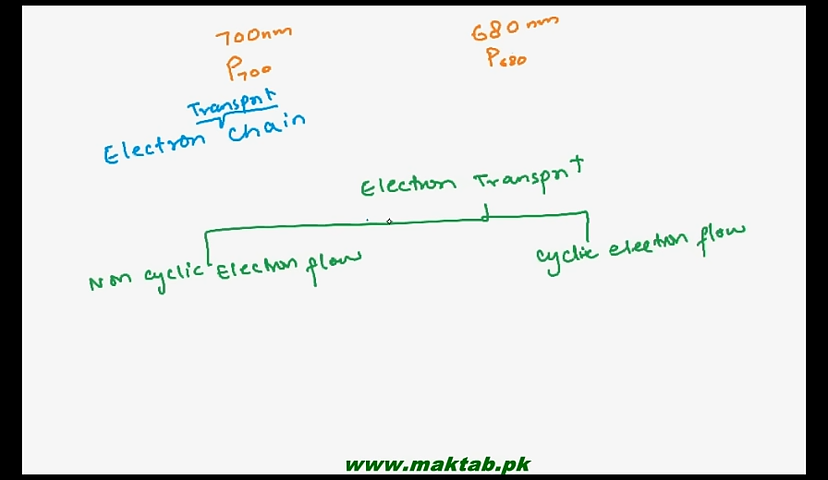 700nm 680nm
P700 P680
Transport
Electron chain
Electron Transport
Non cyclic Electron flow cyclic electron flow
www.maktab.pk